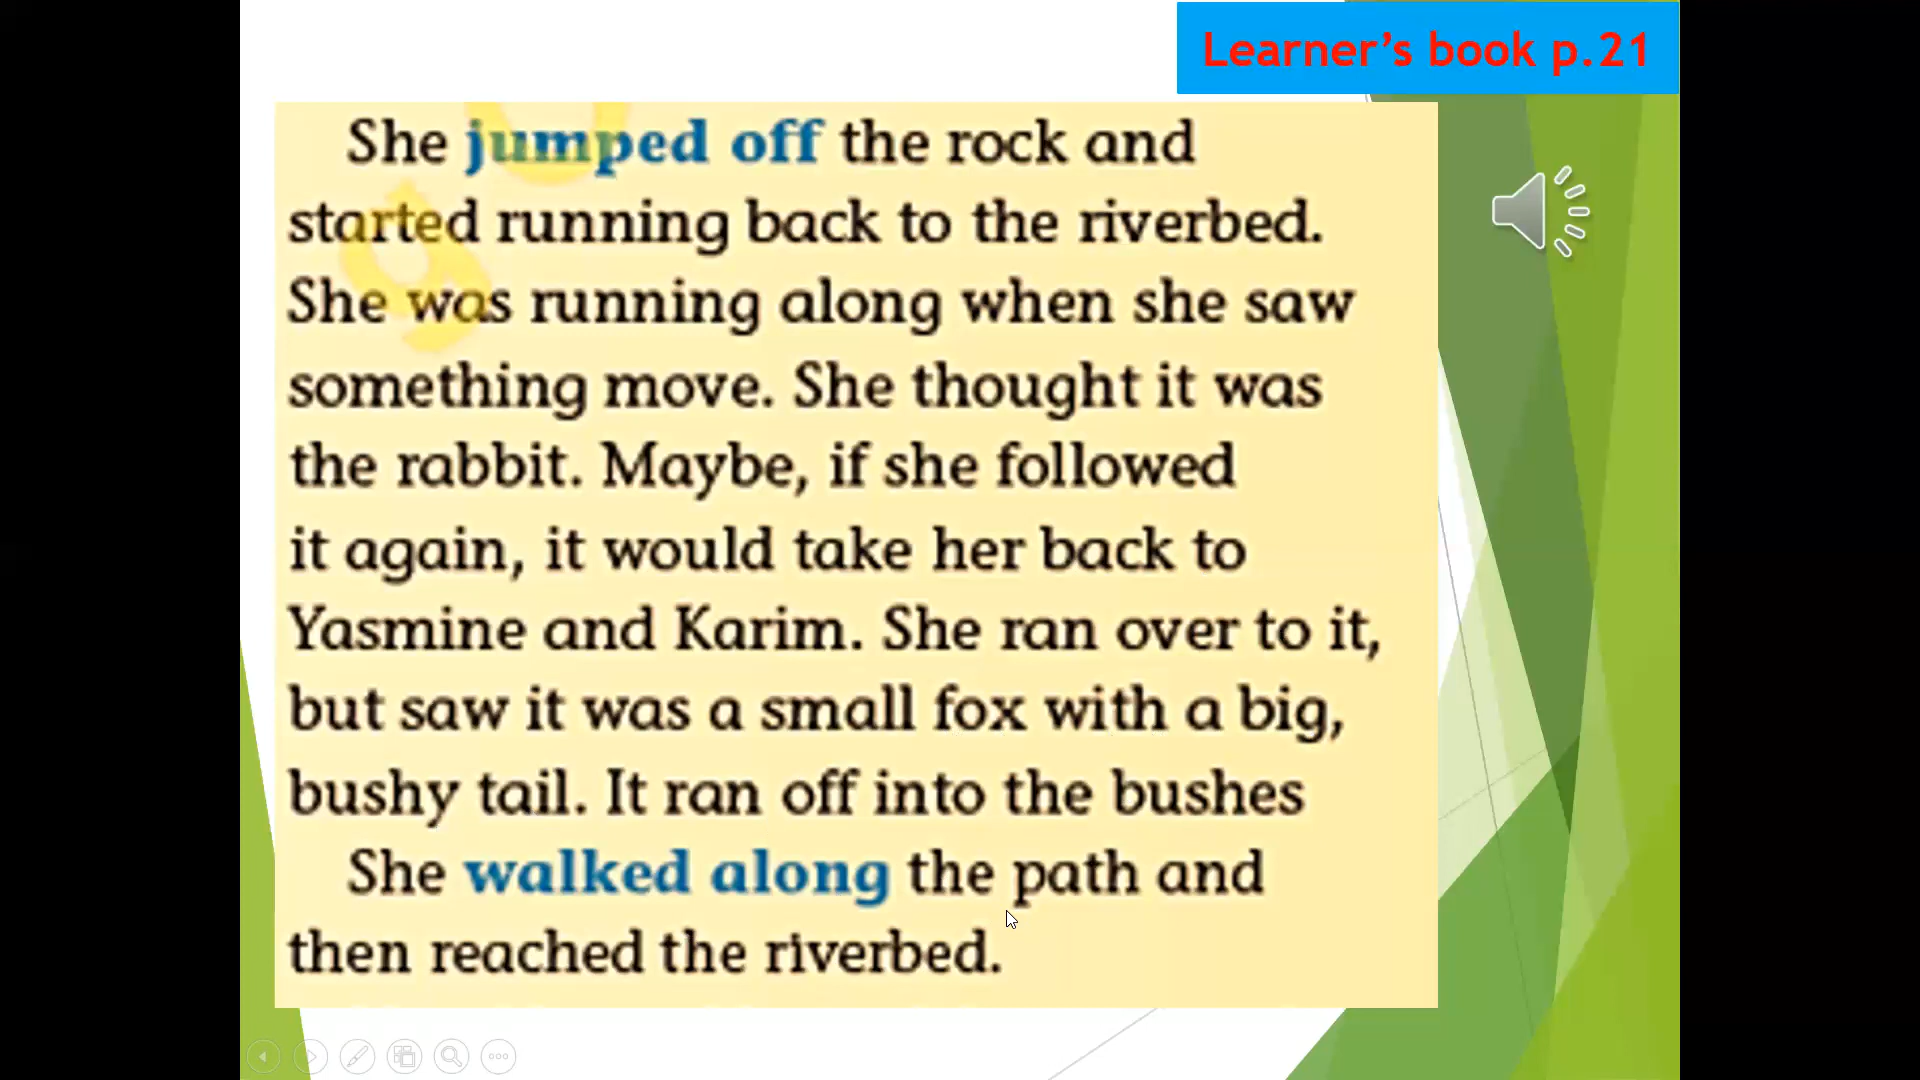 Learner's book p.21
She jumped off the rock and
started running back to the riverbed.
She was running along when she saw
something move. She thought it was
the rabbit. Maybe, if she followed
it again, it would take her back to
Yasmine and Karim. She ran over to it,
but saw it was a small fox with a big,
bushy tail. It ran off into the bushes
She walked along the path and
then reached the riverbed.